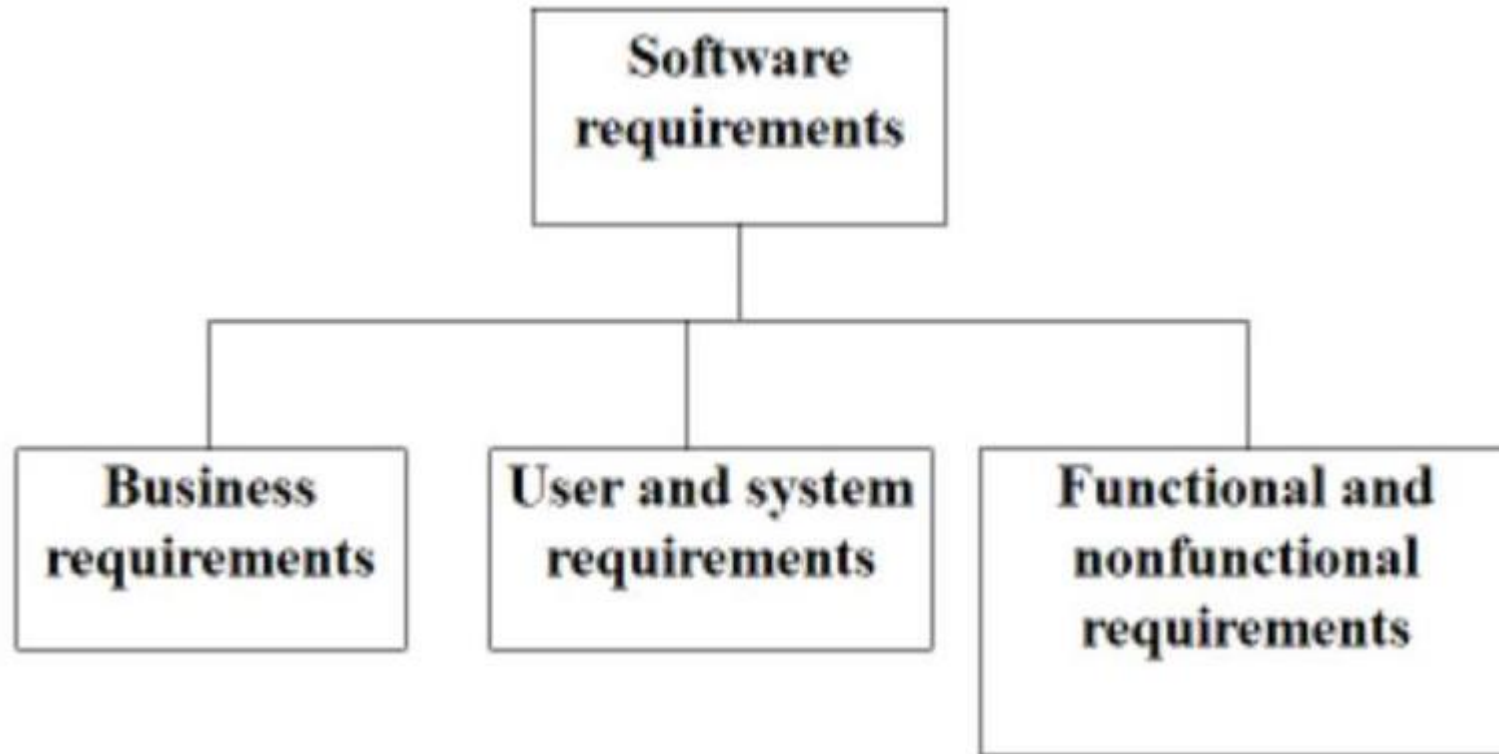 Software
requirements
Business
requirements
User and system
requirements
Functional and
nonfunctional
requirements